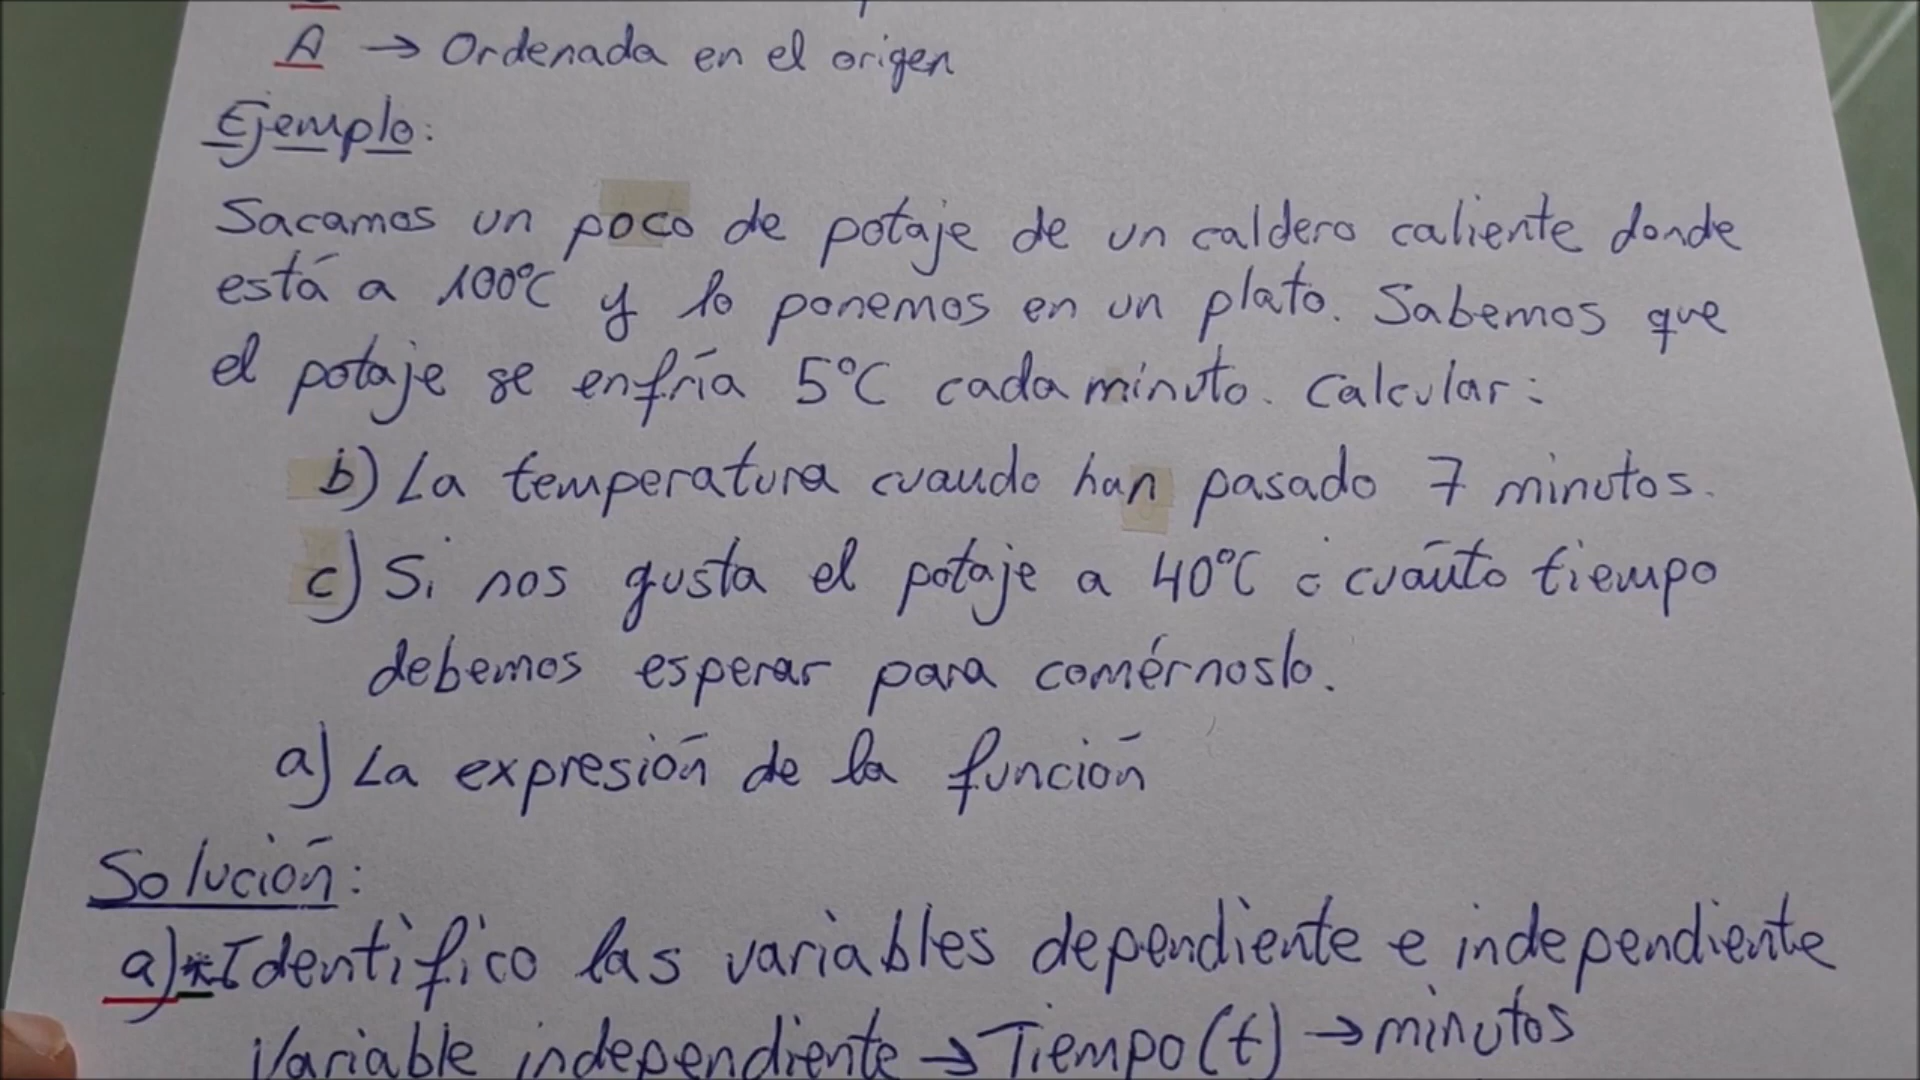 A → Ordenada en el origen
Ejemplo:
Sacamos un poco de potaje de un caldero caliente donde
está a 100ºC y lo ponemos en un plato. Sabemos que
el potaje se enfría 5ºC cada minuto. Calcular:
b) La temperatura cuando han pasado 7 minutos.
c) Si nos gusta el potaje a 40ºC ¿cuánto tiempo
debemos esperar para comérnoslo.
a) La expresión de la función
Solución:
a)*Identifico las variables dependiente e independiente
Variable independiente → Tiempo (t) → minutos